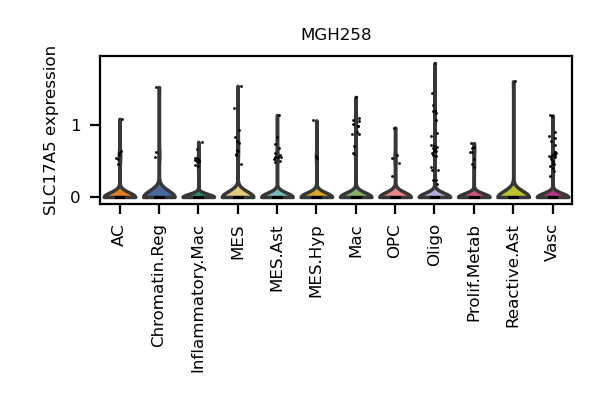 MGH258
SLC17A5 expression
1
0
AC
Chromatin.Reg
Inflammatory.Mac
MES
MES.Ast
MES.Hyp
Mac
OPC
Oligo
Prolif.Metab
Reactive.Ast
Vasc